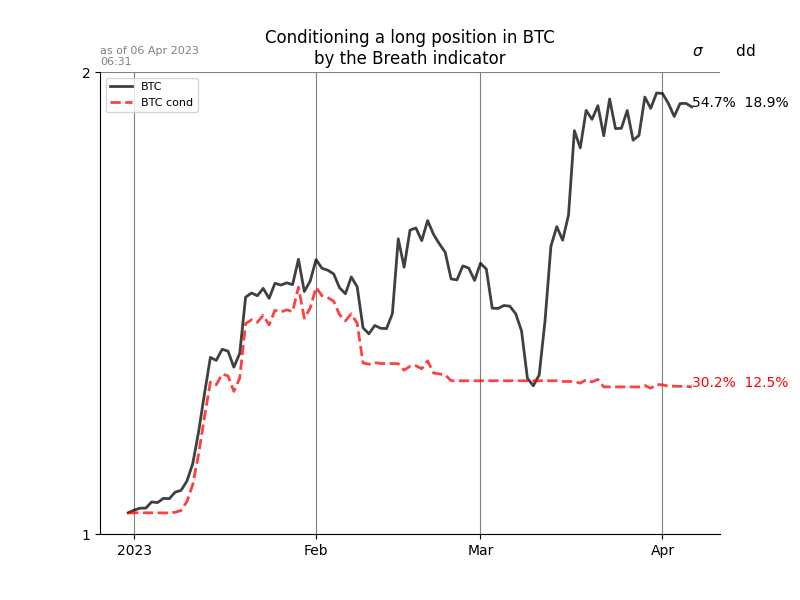 Conditioning a long position in BTC
by the Breath indicator
as of 06 Apr 2023
06:31
σ dd
2
BTC
BTC cond
54.7% 18.9%
30.2% 12.5%
1
2023 Feb Mar Apr